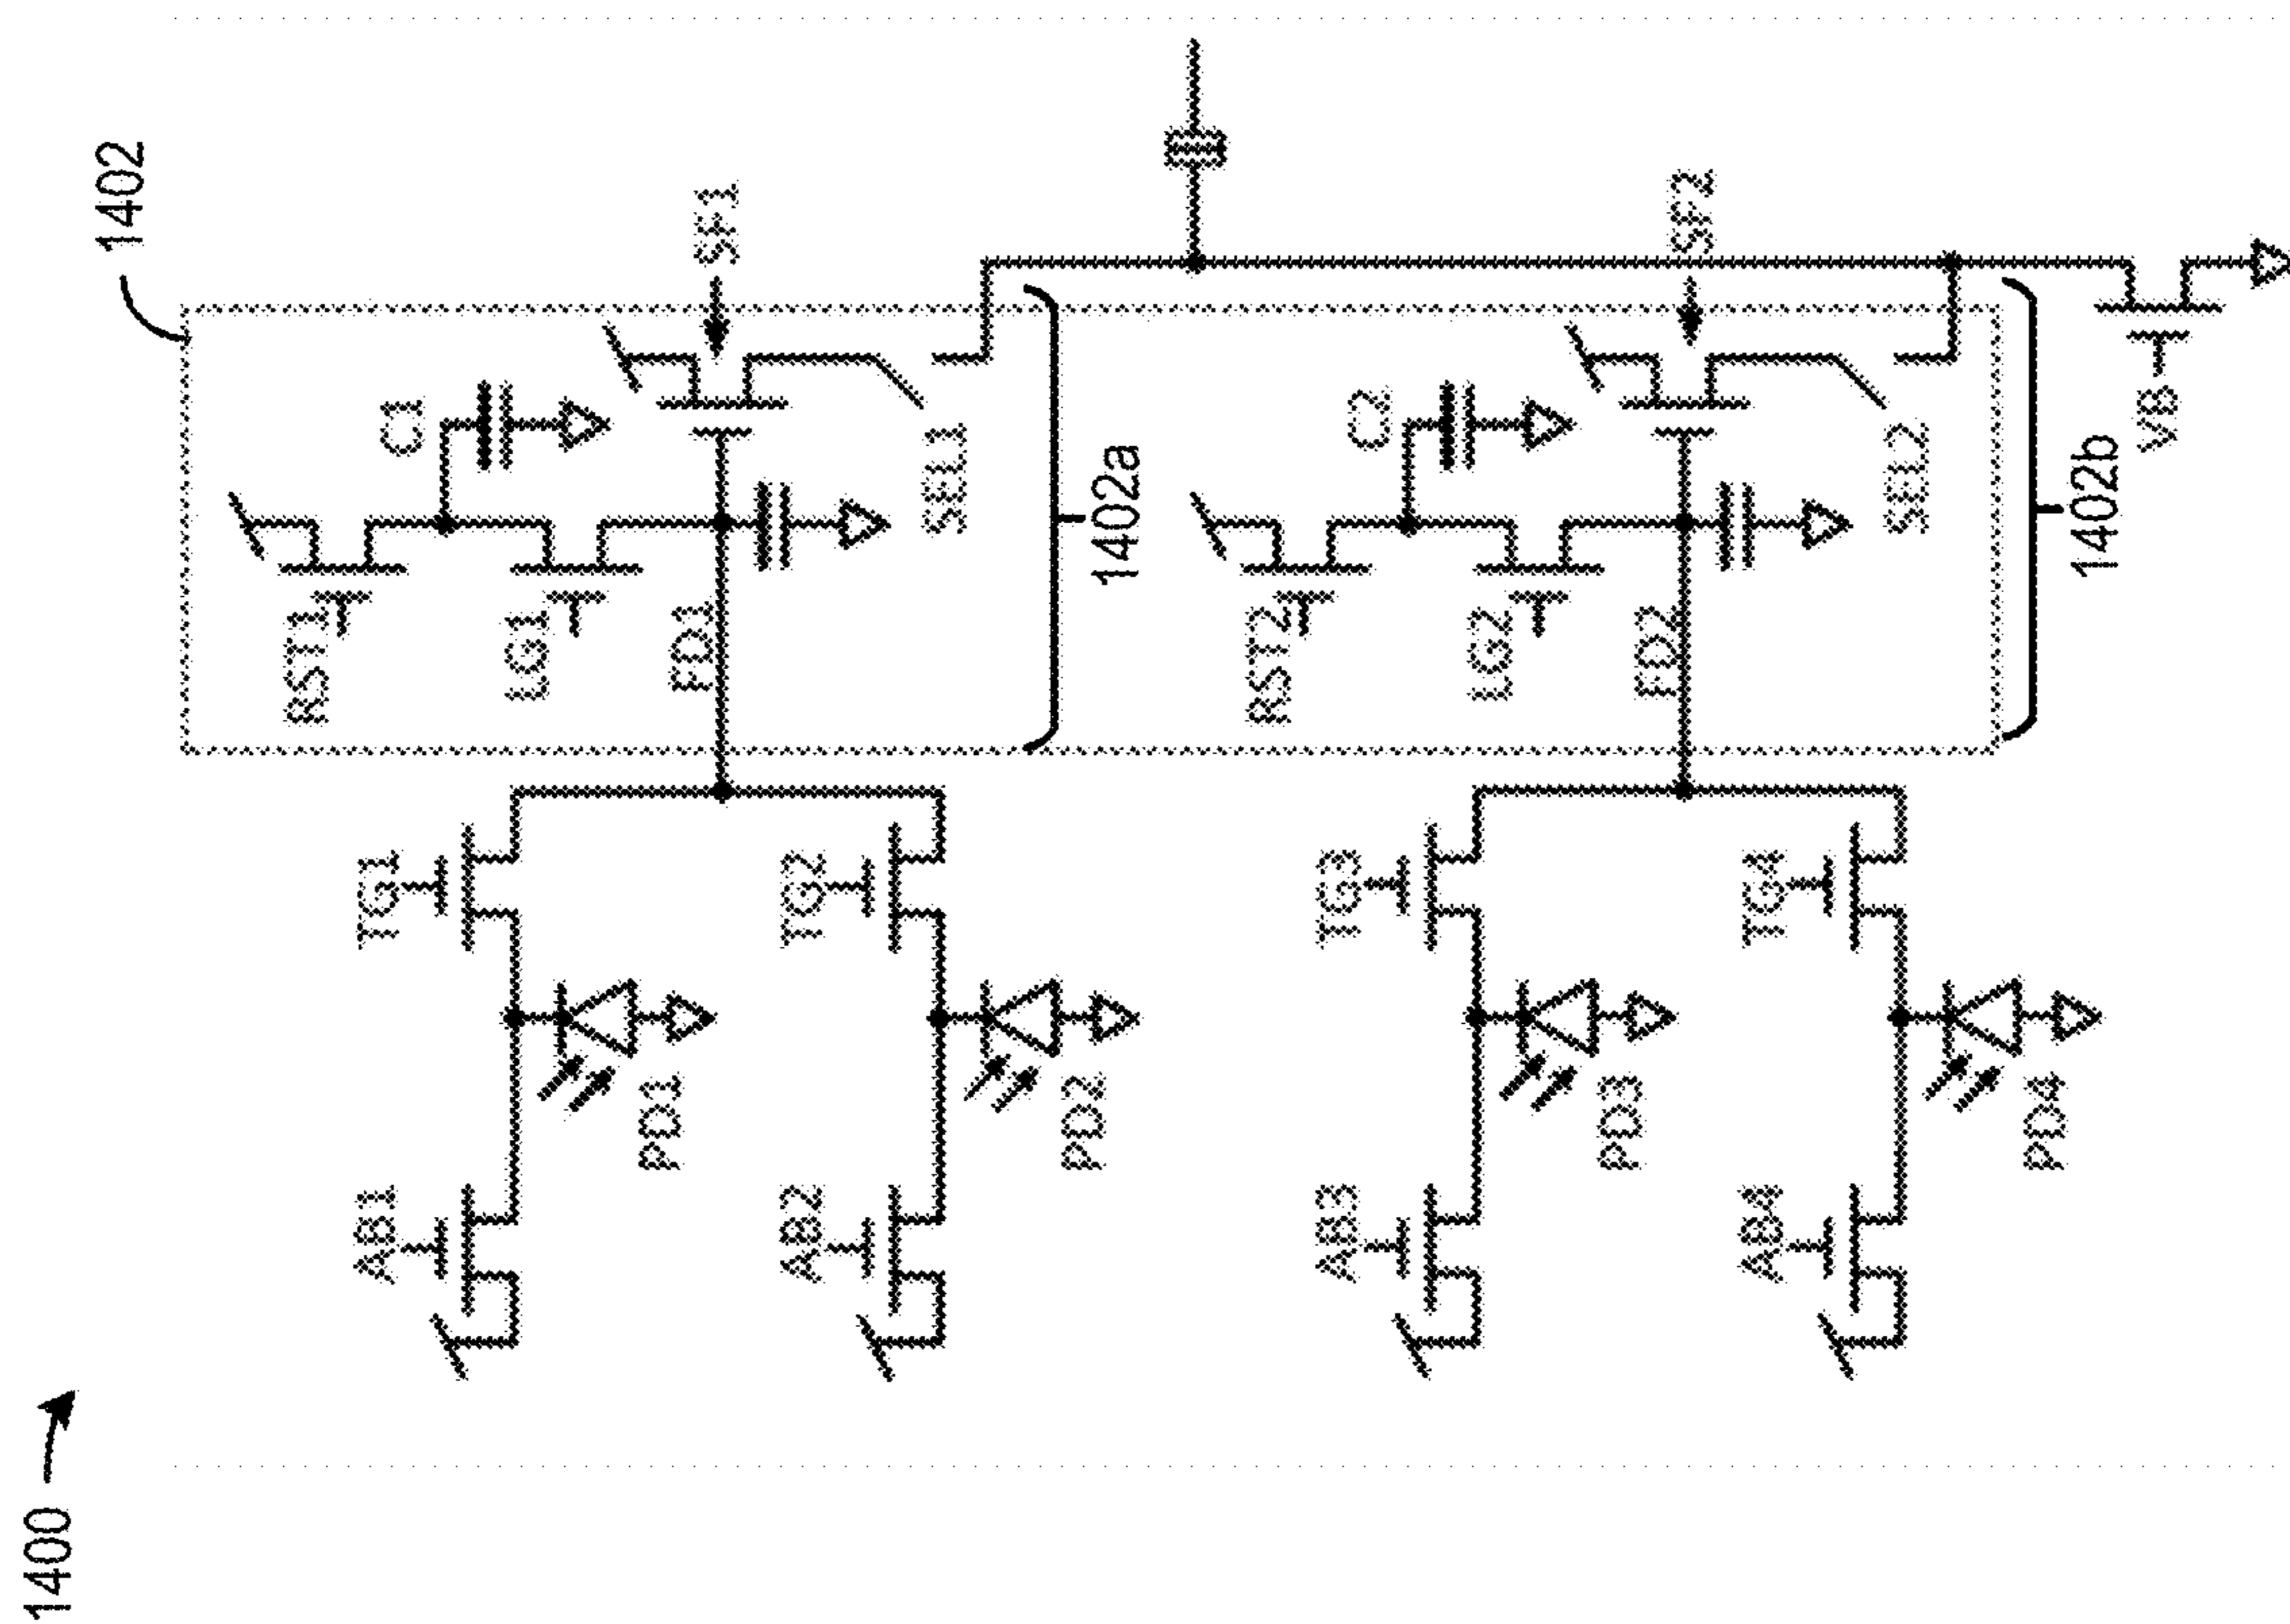 1400
1402
RST1
C1
LG1
SF1
FD1
SEL1
1402a
TG1
TG2
AB1
PD1
AB2
PD2
RST2
C2
LG2
SF2
FD2
SEL2
1402b
VB
TG3
TG4
AB3
PD3
AB4
PD4